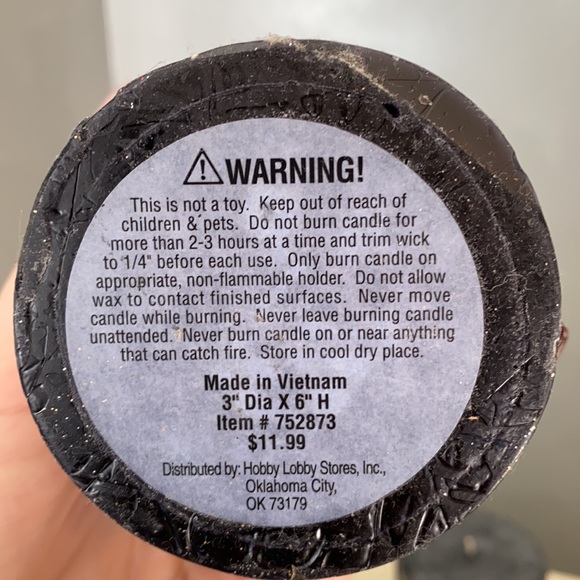 ⚠WARNING!
This is not a toy. Keep out of reach of
children & pets. Do not burn candle for
more than 2-3 hours at a time and trim wick
to 1/4" before each use. Only burn candle on
appropriate, non-flammable holder. Do not allow
wax to contact finished surfaces. Never move
candle while burning. Never leave burning candle
unattended. Never burn candle on or near anything
that can catch fire. Store in cool dry place.
Made in Vietnam
3" Dia X 6" H
Item # 752873
$11.99
Distributed by: Hobby Lobby Stores, Inc.,
Oklahoma City,
OK 73179